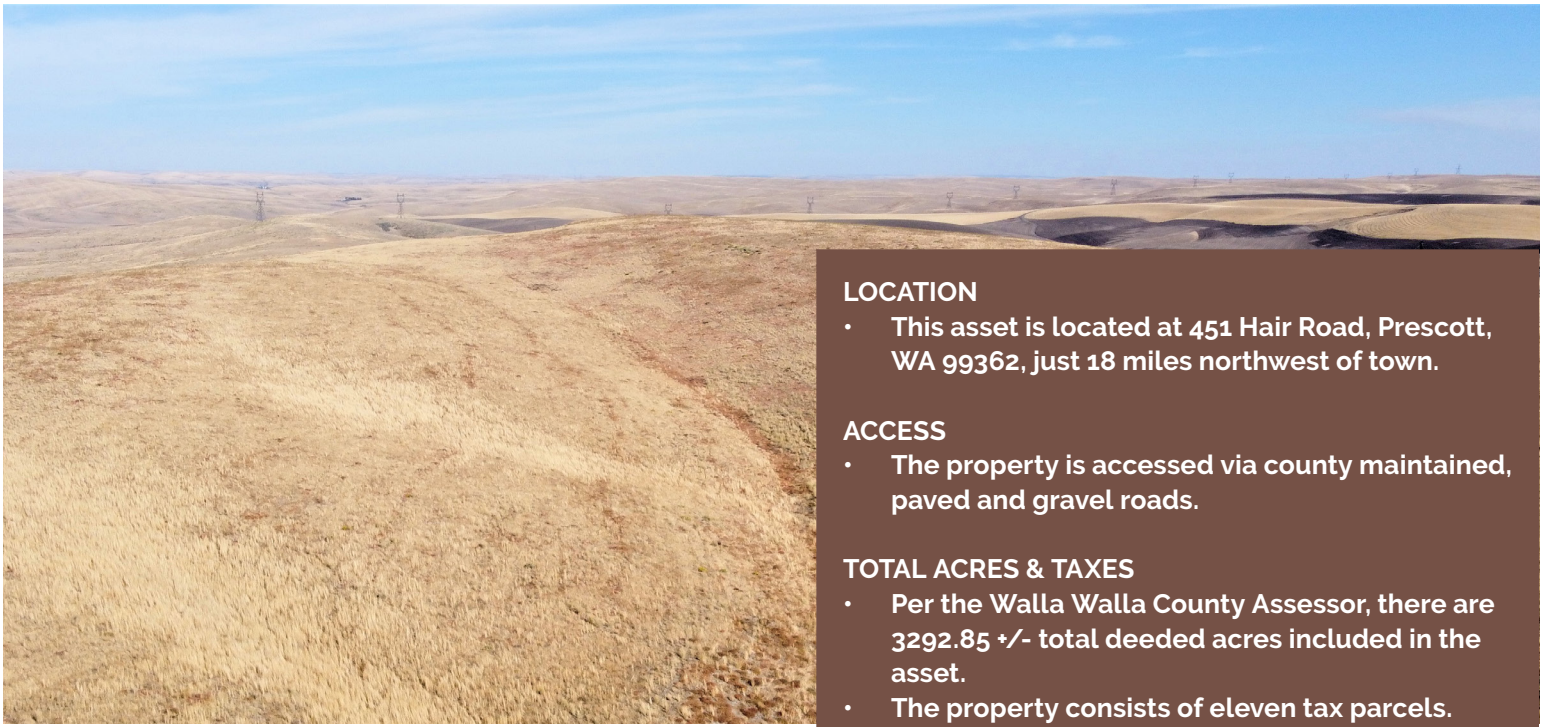 LOCATION
• This asset is located at 451 Hair Road, Prescott,
WA 99362, just 18 miles northwest of town.
ACCESS
• The property is accessed via county maintained,
paved and gravel roads.
TOTAL ACRES & TAXES
• Per the Walla Walla County Assessor, there are
3292.85 +/- total deeded acres included in the
asset.
• The property consists of eleven tax parcels.